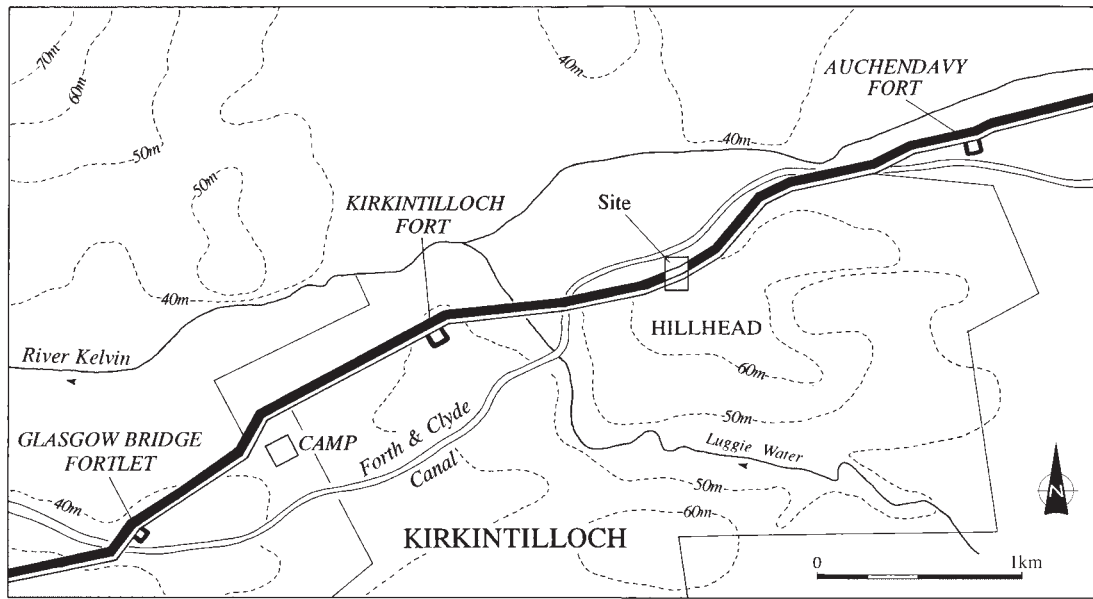 70m
60m
50m
50m
40m
40m
40m
AUCHENDAVY
FORT
KIRKINTILLOCH
FORT
Site
HILLHEAD
60m
50m
River Kelvin
GLASGOW BRIDGE
FORTLET
CAMP
Forth & Clyde
Canal
Luggie Water
40m
50m
50m
60m
KIRKINTILLOCH
N
0 1km